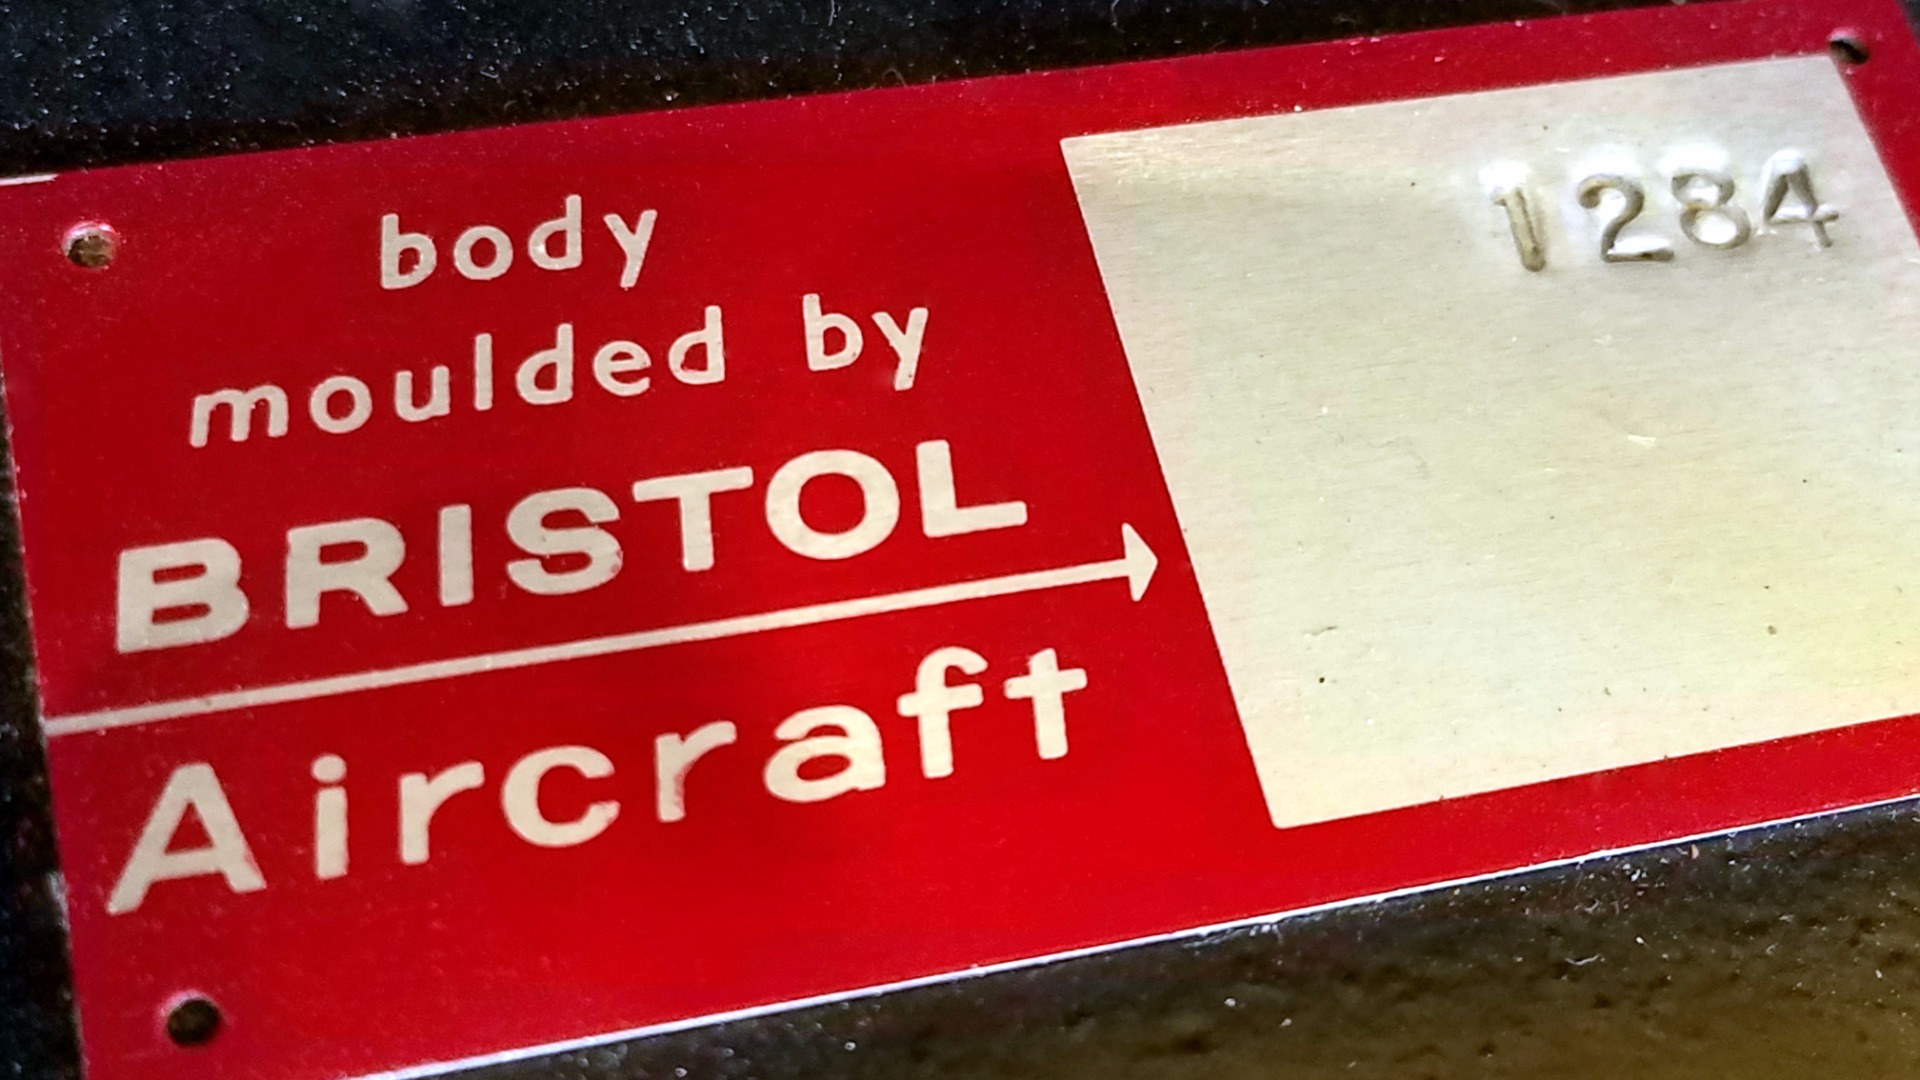 body
moulded by
BRISTOL
Aircraft
1284